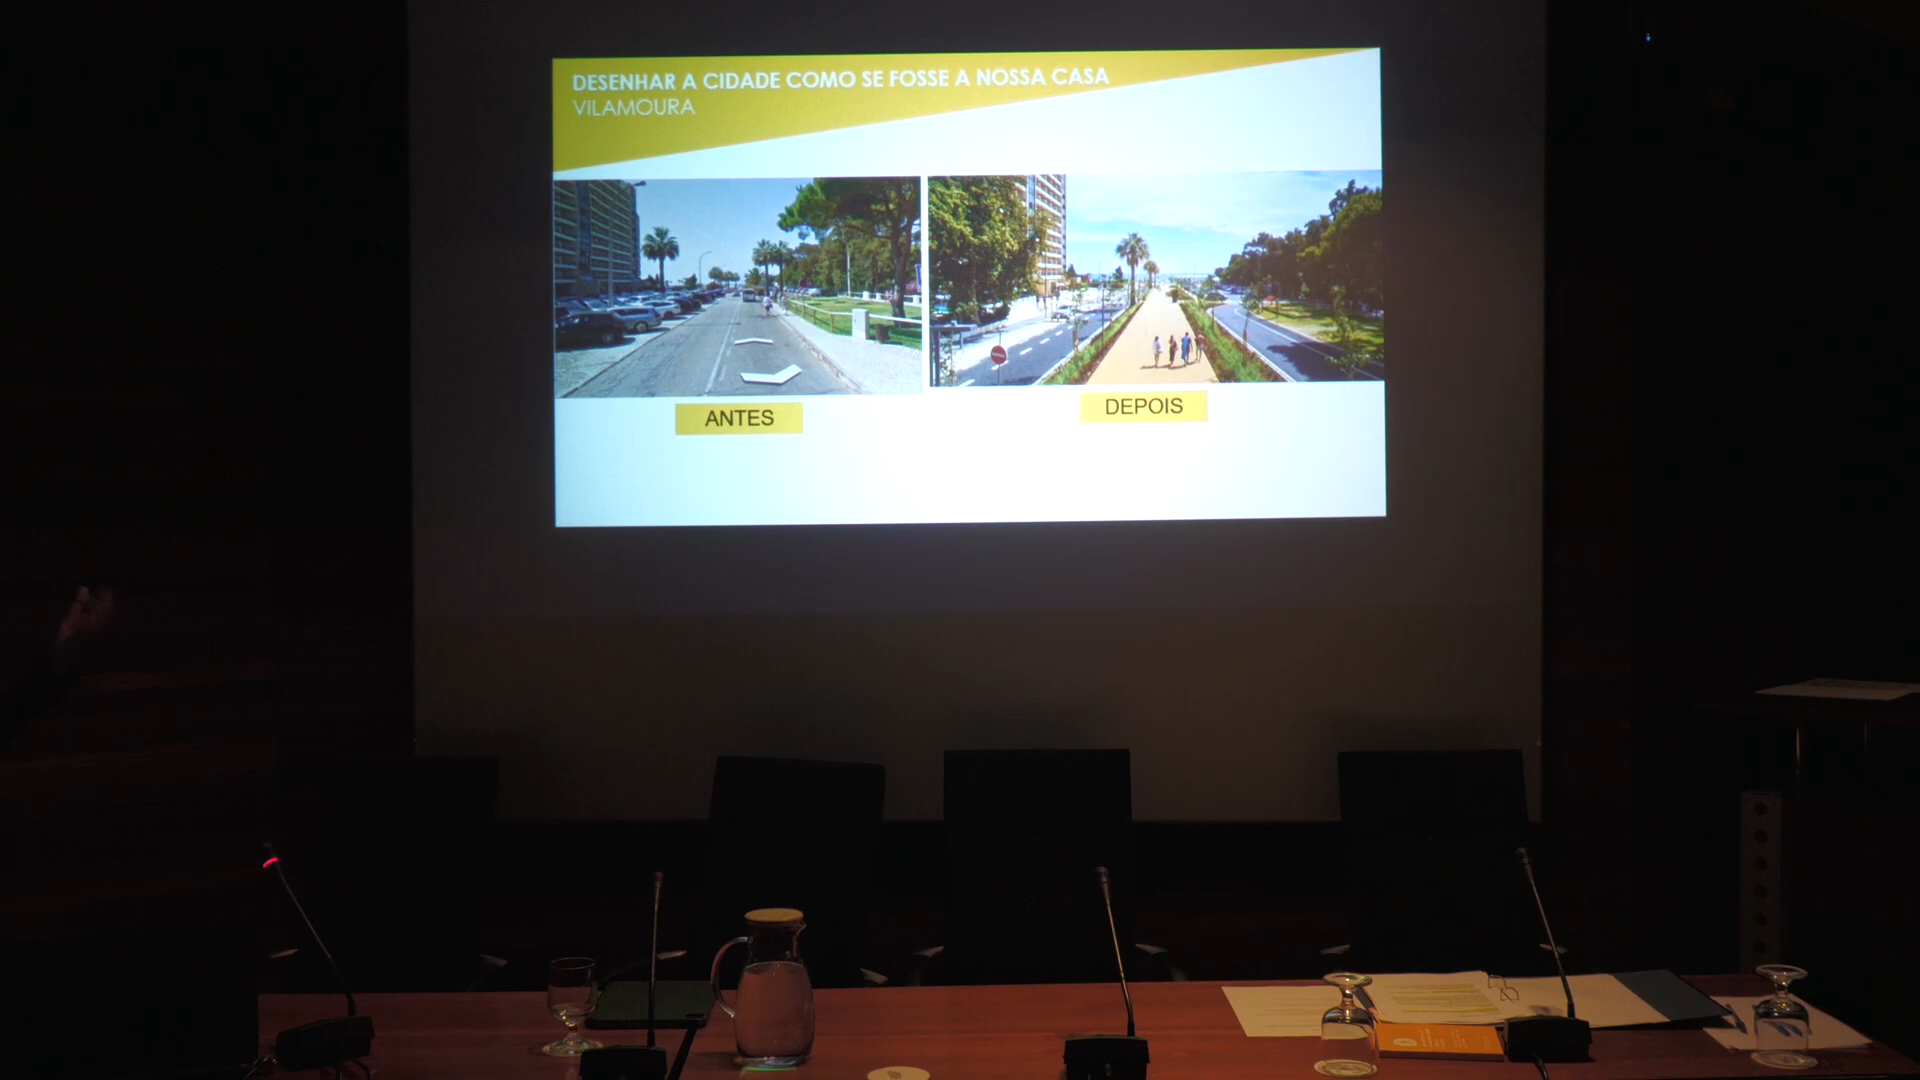 DESENHAR A CIDADE COMO SE FOSSE A NOSSA CASA
VILAMOURA
ANTES
DEPOIS